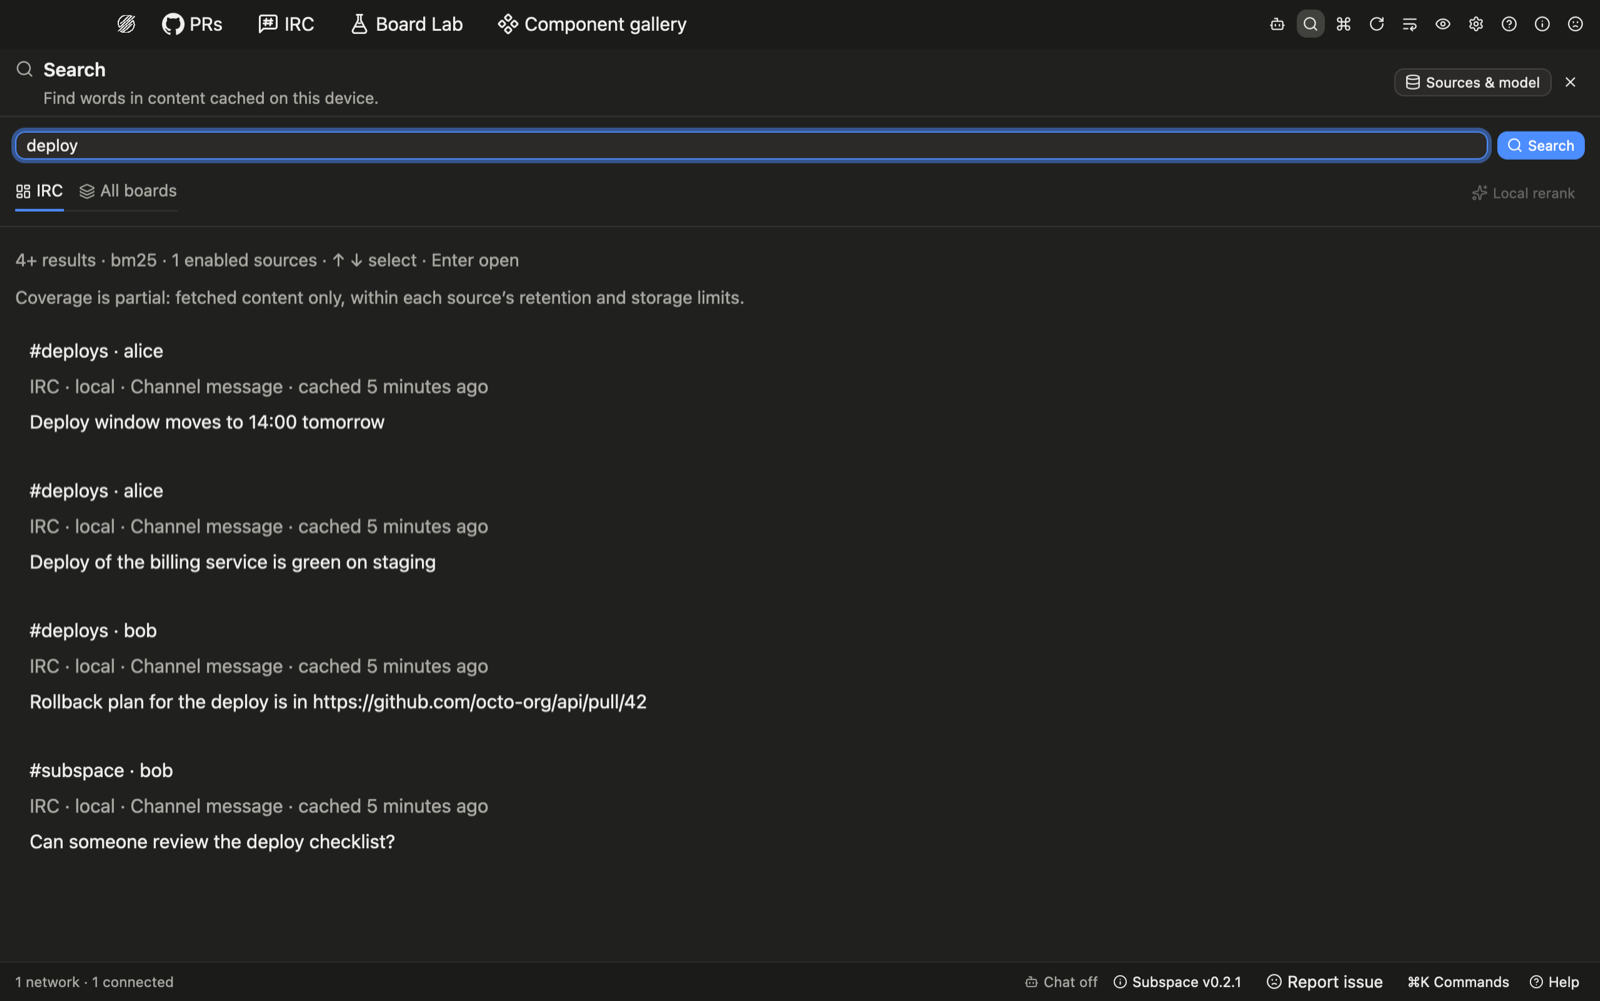 PRs IRC Board Lab Component gallery
Search
Find words in content cached on this device.
Sources & model
deploy
Search
IRC All boards
Local rerank
4+ results · bm25 · 1 enabled sources · ↑ ↓ select · Enter open
Coverage is partial: fetched content only, within each source’s retention and storage limits.
#deploys · alice
IRC · local · Channel message · cached 5 minutes ago
Deploy window moves to 14:00 tomorrow
#deploys · alice
IRC · local · Channel message · cached 5 minutes ago
Deploy of the billing service is green on staging
#deploys · bob
IRC · local · Channel message · cached 5 minutes ago
Rollback plan for the deploy is in https://github.com/octo-org/api/pull/42
#subspace · bob
IRC · local · Channel message · cached 5 minutes ago
Can someone review the deploy checklist?
1 network · 1 connected
Chat off Subspace v0.2.1 Report issue ⌘K Commands Help